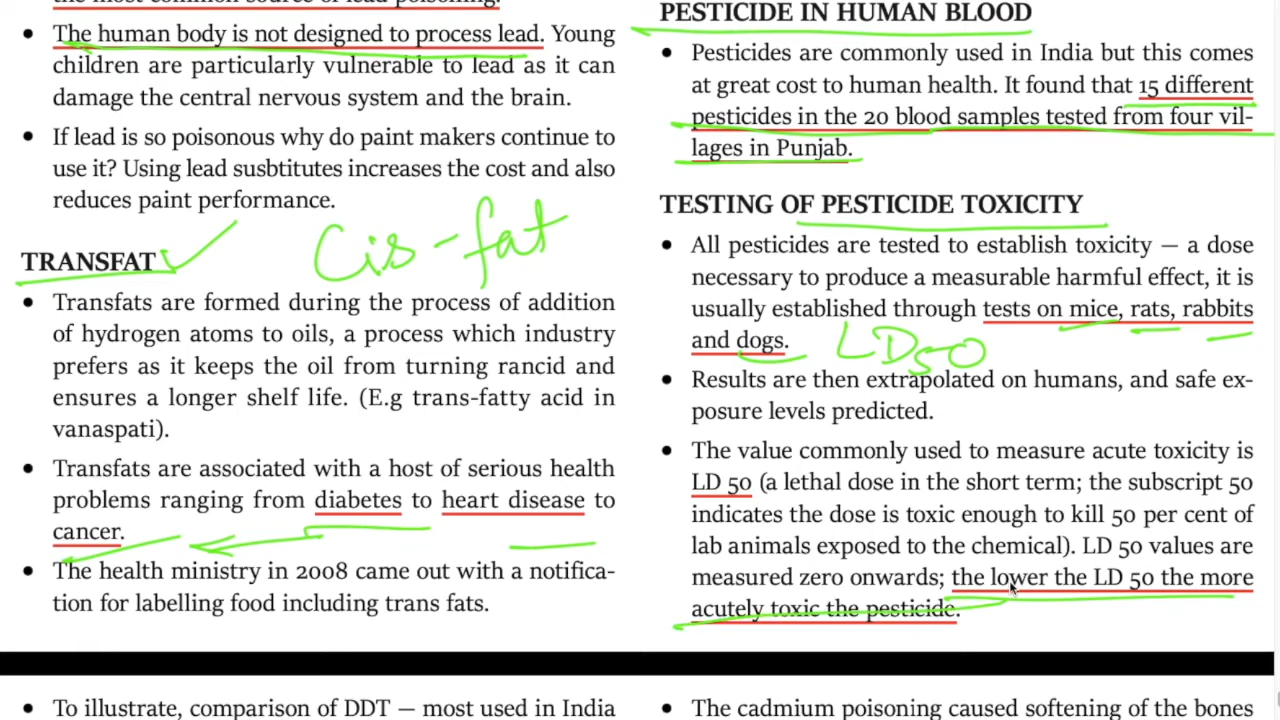 the most common source of lead poisoning.
• The human body is not designed to process lead. Young
children are particularly vulnerable to lead as it can
damage the central nervous system and the brain.
• If lead is so poisonous why do paint makers continue to
use it? Using lead susbtitutes increases the cost and also
reduces paint performance.
Cis-fat
TRANSFAT
• Transfats are formed during the process of addition
of hydrogen atoms to oils, a process which industry
prefers as it keeps the oil from turning rancid and
ensures a longer shelf life. (E.g trans-fatty acid in
vanaspati).
• Transfats are associated with a host of serious health
problems ranging from diabetes to heart disease to
cancer.
• The health ministry in 2008 came out with a notifica-
tion for labelling food including trans fats.
PESTICIDE IN HUMAN BLOOD
• Pesticides are commonly used in India but this comes
at great cost to human health. It found that 15 different
pesticides in the 20 blood samples tested from four vil-
lages in Punjab.
TESTING OF PESTICIDE TOXICITY
• All pesticides are tested to establish toxicity — a dose
necessary to produce a measurable harmful effect, it is
usually established through tests on mice, rats, rabbits
and dogs.
LD50
• Results are then extrapolated on humans, and safe ex-
posure levels predicted.
• The value commonly used to measure acute toxicity is
LD 50 (a lethal dose in the short term; the subscript 50
indicates the dose is toxic enough to kill 50 per cent of
lab animals exposed to the chemical). LD 50 values are
measured zero onwards; the lower the LD 50 the more
acutely toxic the pesticide.
• To illustrate, comparison of DDT — most used in India
• The cadmium poisoning caused softening of the bones